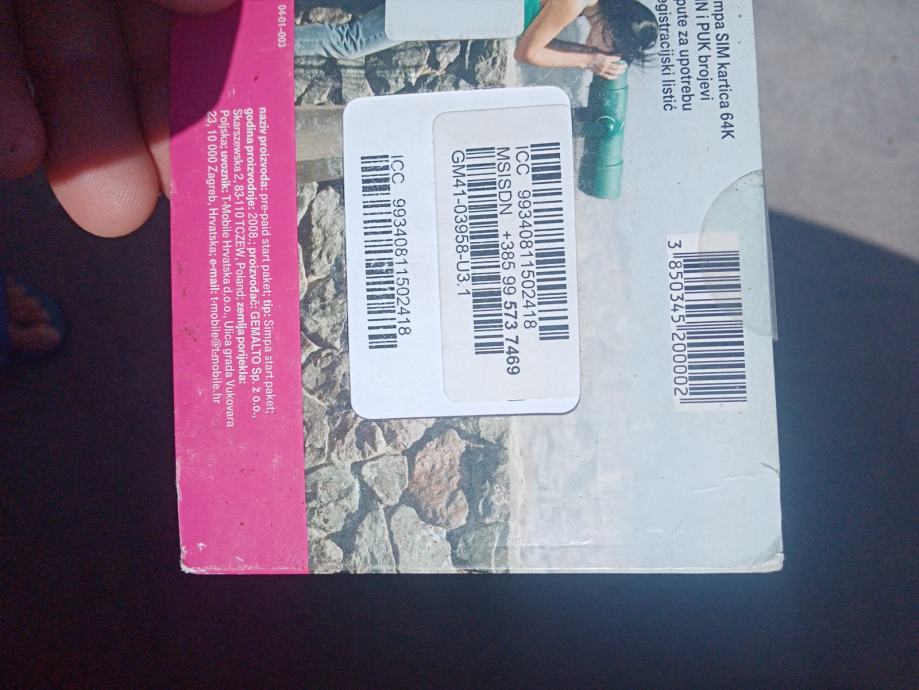 mpa SIM kartica 64K
IN i PUK brojevi
pute za upotrebu
egistracijski listić
3 850345 200002
ICC 99340811502418
MSISDN +385 99 573 7469
GM41-03958-U3.1
ICC 99340811502418
04-01-003
naziv proizvoda: pre-paid start paket; tip: Simpa start paket;
godina proizvodnje: 2008.; proizvođač: GEMALTO Sp. z o.o.,
Skarszewska 2, 83-110 TCZEW, Poland; zemlja porijekla:
Poljska; uvoznik: T-Mobile Hrvatska d.o.o., Ulica grada Vukovara
23, 10 000 Zagreb, Hrvatska; e-mail: t-mobile@t-mobile.hr